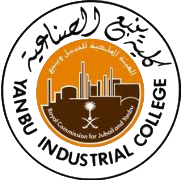 كلية ينبع الصناعية
الهيئة الملكية للجبيل وينبع
Royal Commission for Jubail and Yanbu
YANBU INDUSTRIAL COLLEGE